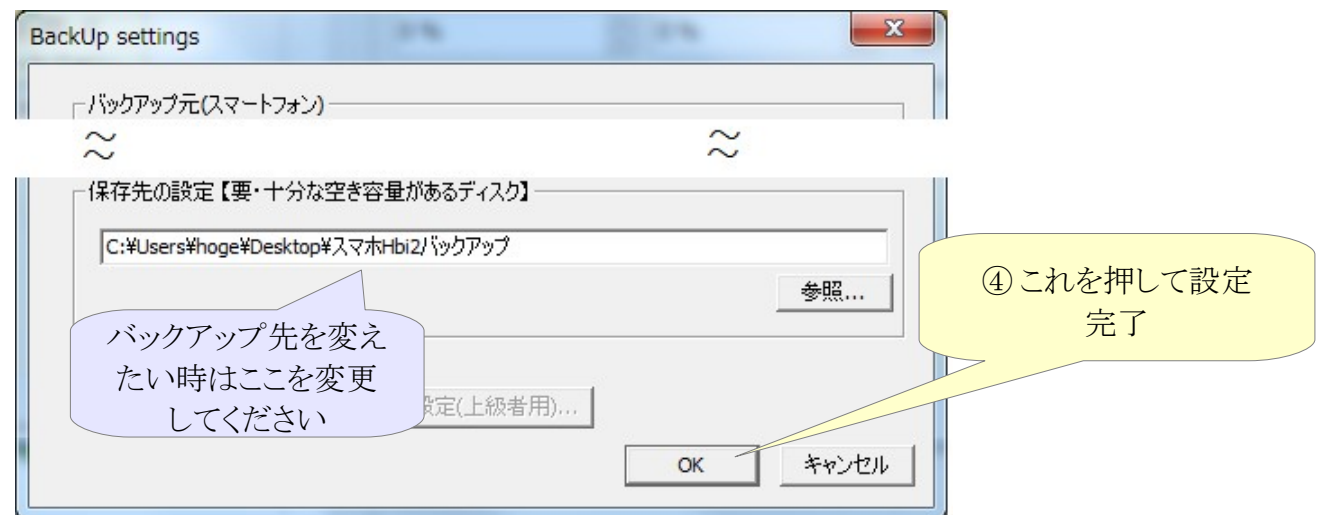 BackUp settings
バックアップ元(スマートフォン)
保存先の設定【要・十分な空き容量があるディスク】
C:¥Users¥hoge¥Desktop¥スマホHbi2バックアップ
参照...
④これを押して設定
完了
バックアップ先を変え
たい時はここを変更
してください
設定(上級者用)...
OK
キャンセル